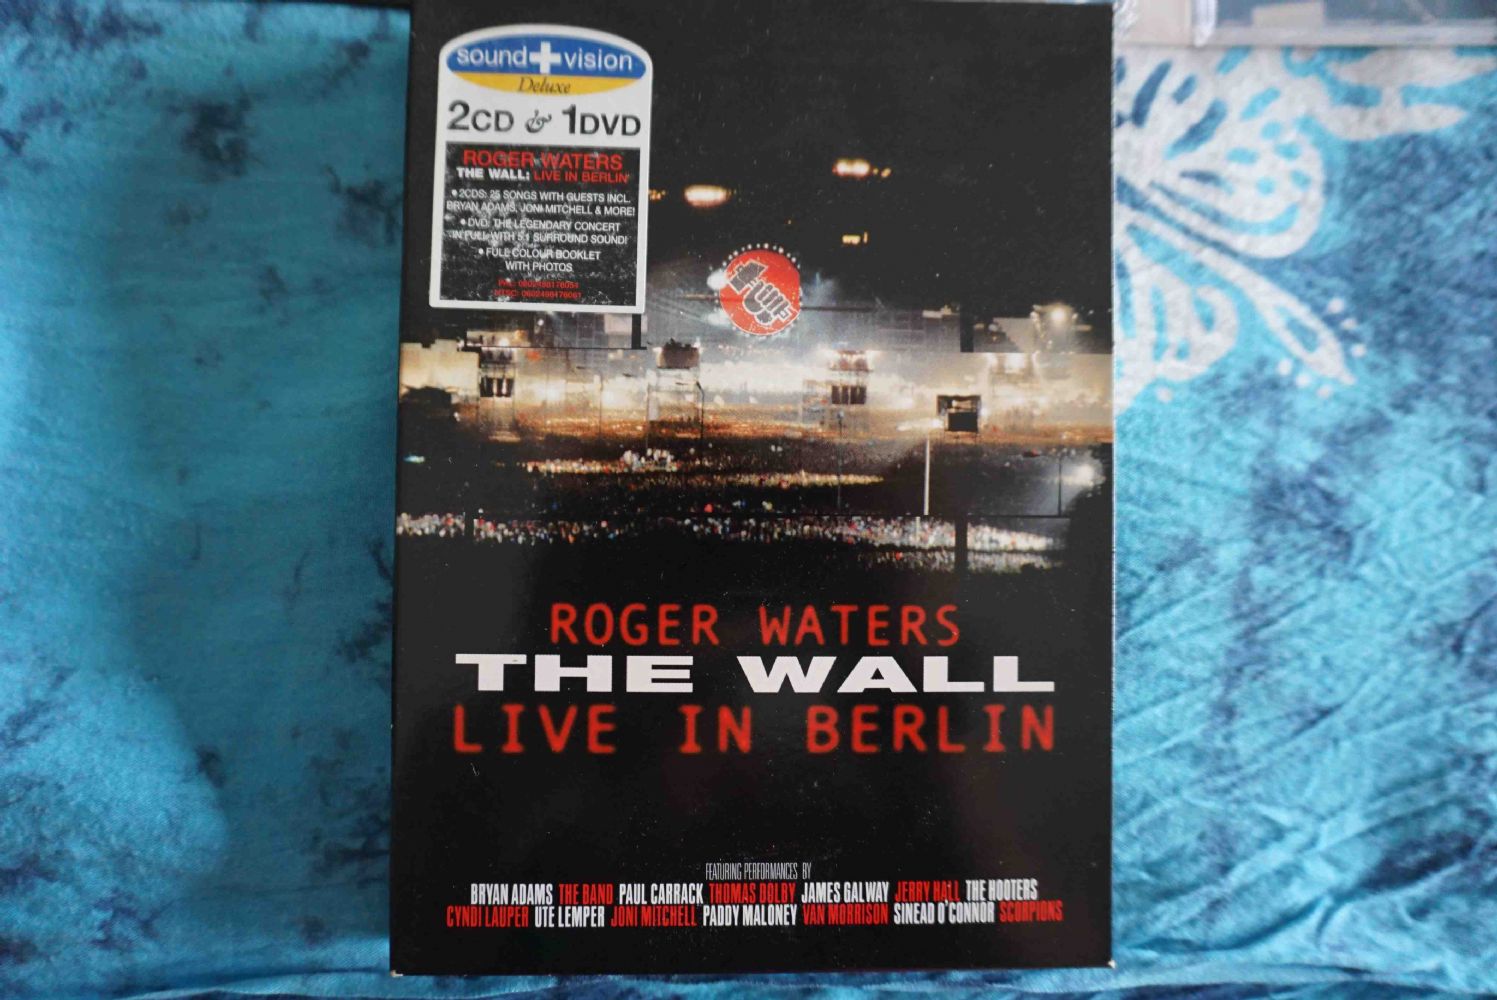 sound+vision
Deluxe
2CD & 1DVD
ROGER WATERS
THE WALL: LIVE IN BERLIN
• 2CDS: 25 SONGS WITH GUESTS INCL.
BRYAN ADAMS, JONI MITCHELL & MORE!
• DVD: THE LEGENDARY CONCERT
IN FULL WITH 5.1 SURROUND SOUND!
• FULL COLOUR BOOKLET
WITH PHOTOS
ROGER WATERS
THE WALL
LIVE IN BERLIN
FEATURING PERFORMANCES BY
BRYAN ADAMS THE BAND PAUL CARRACK THOMAS DOLBY JAMES GALWAY JERRY HALL THE HOOTERS
CYNDI LAUPER UTE LEMPER JONI MITCHELL PADDY MALONEY VAN MORRISON SINEAD O'CONNOR SCORPIONS